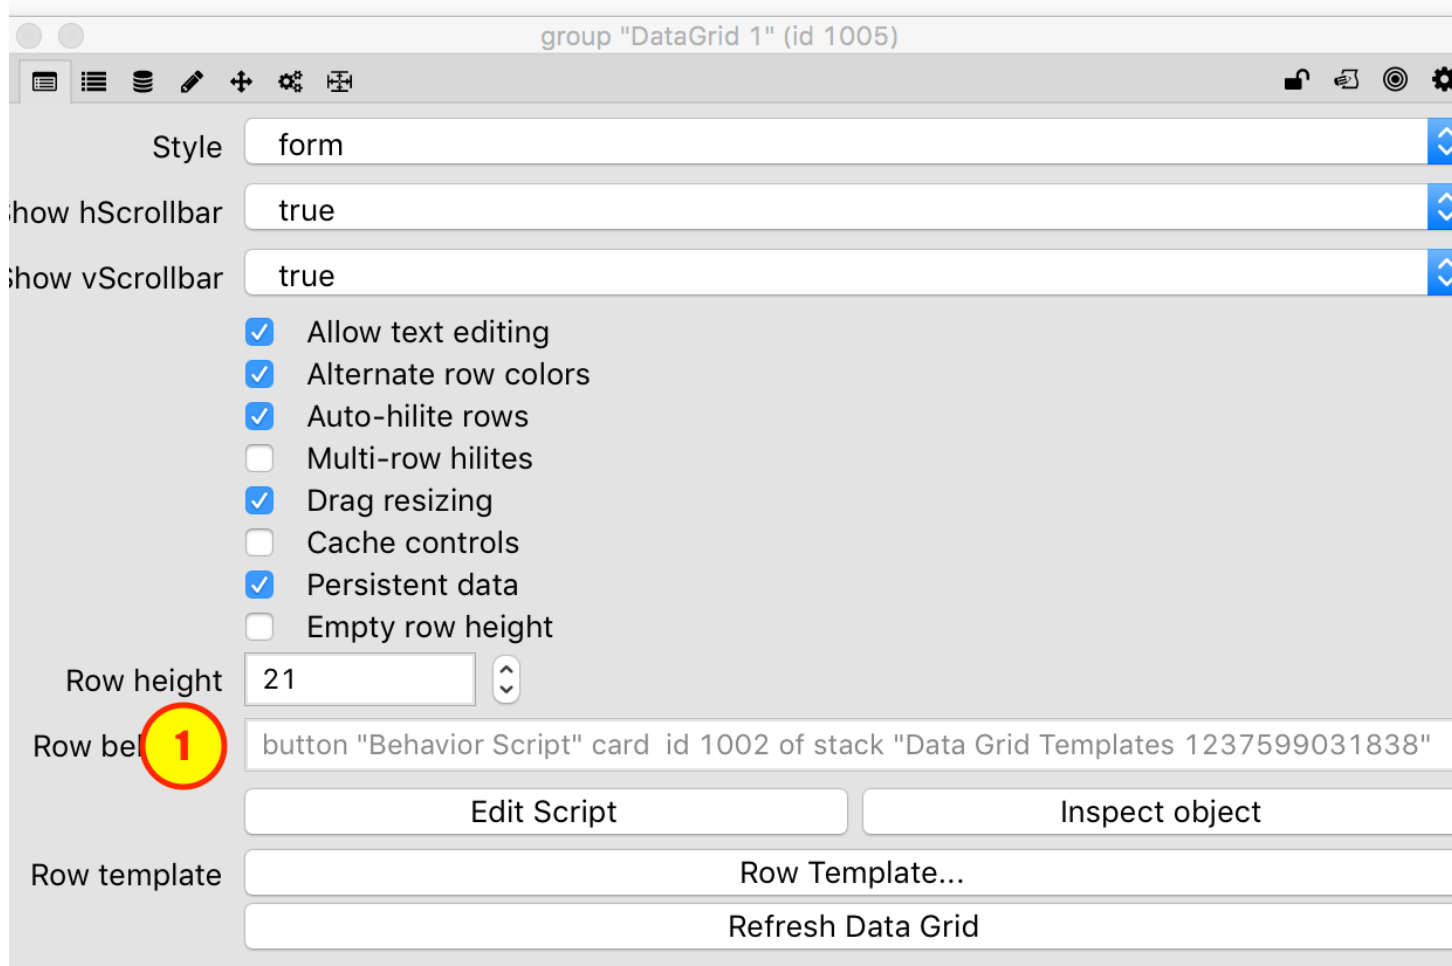 group "DataGrid 1" (id 1005)
Style form
how hScrollbar true
Show vScrollbar true
Allow text editing
Alternate row colors
Auto-hilite rows
Multi-row hilites
Drag resizing
Cache controls
Persistent data
Empty row height
Row height 21
Row be 1 button "Behavior Script" card  id 1002 of stack "Data Grid Templates 1237599031838"
Edit Script Inspect object
Row template Row Template...
Refresh Data Grid